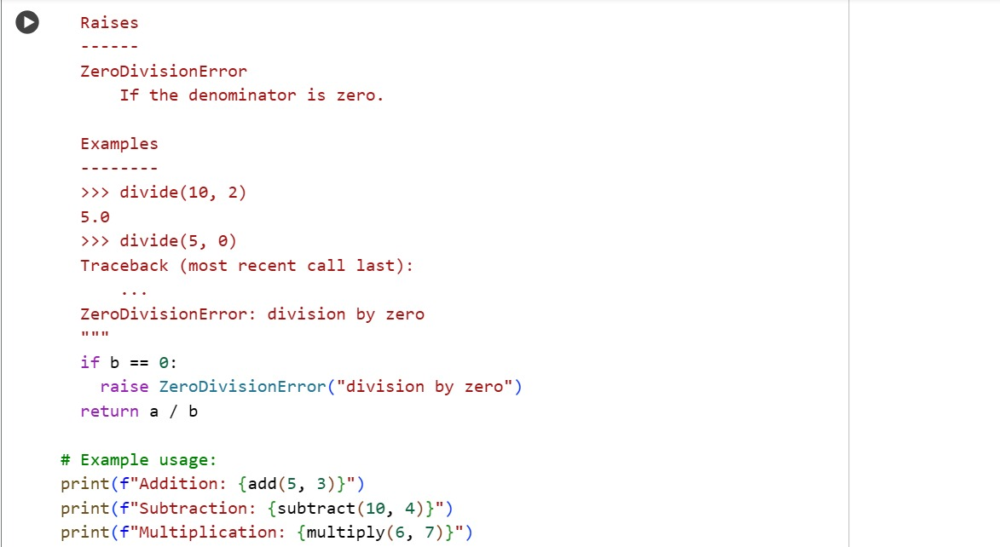 Raises
------
ZeroDivisionError
    If the denominator is zero.

Examples
--------
>>> divide(10, 2)
5.0
>>> divide(5, 0)
Traceback (most recent call last):
    ...
ZeroDivisionError: division by zero
"""
if b == 0:
  raise ZeroDivisionError("division by zero")
return a / b

# Example usage:
print(f"Addition: {add(5, 3)}")
print(f"Subtraction: {subtract(10, 4)}")
print(f"Multiplication: {multiply(6, 7)}")